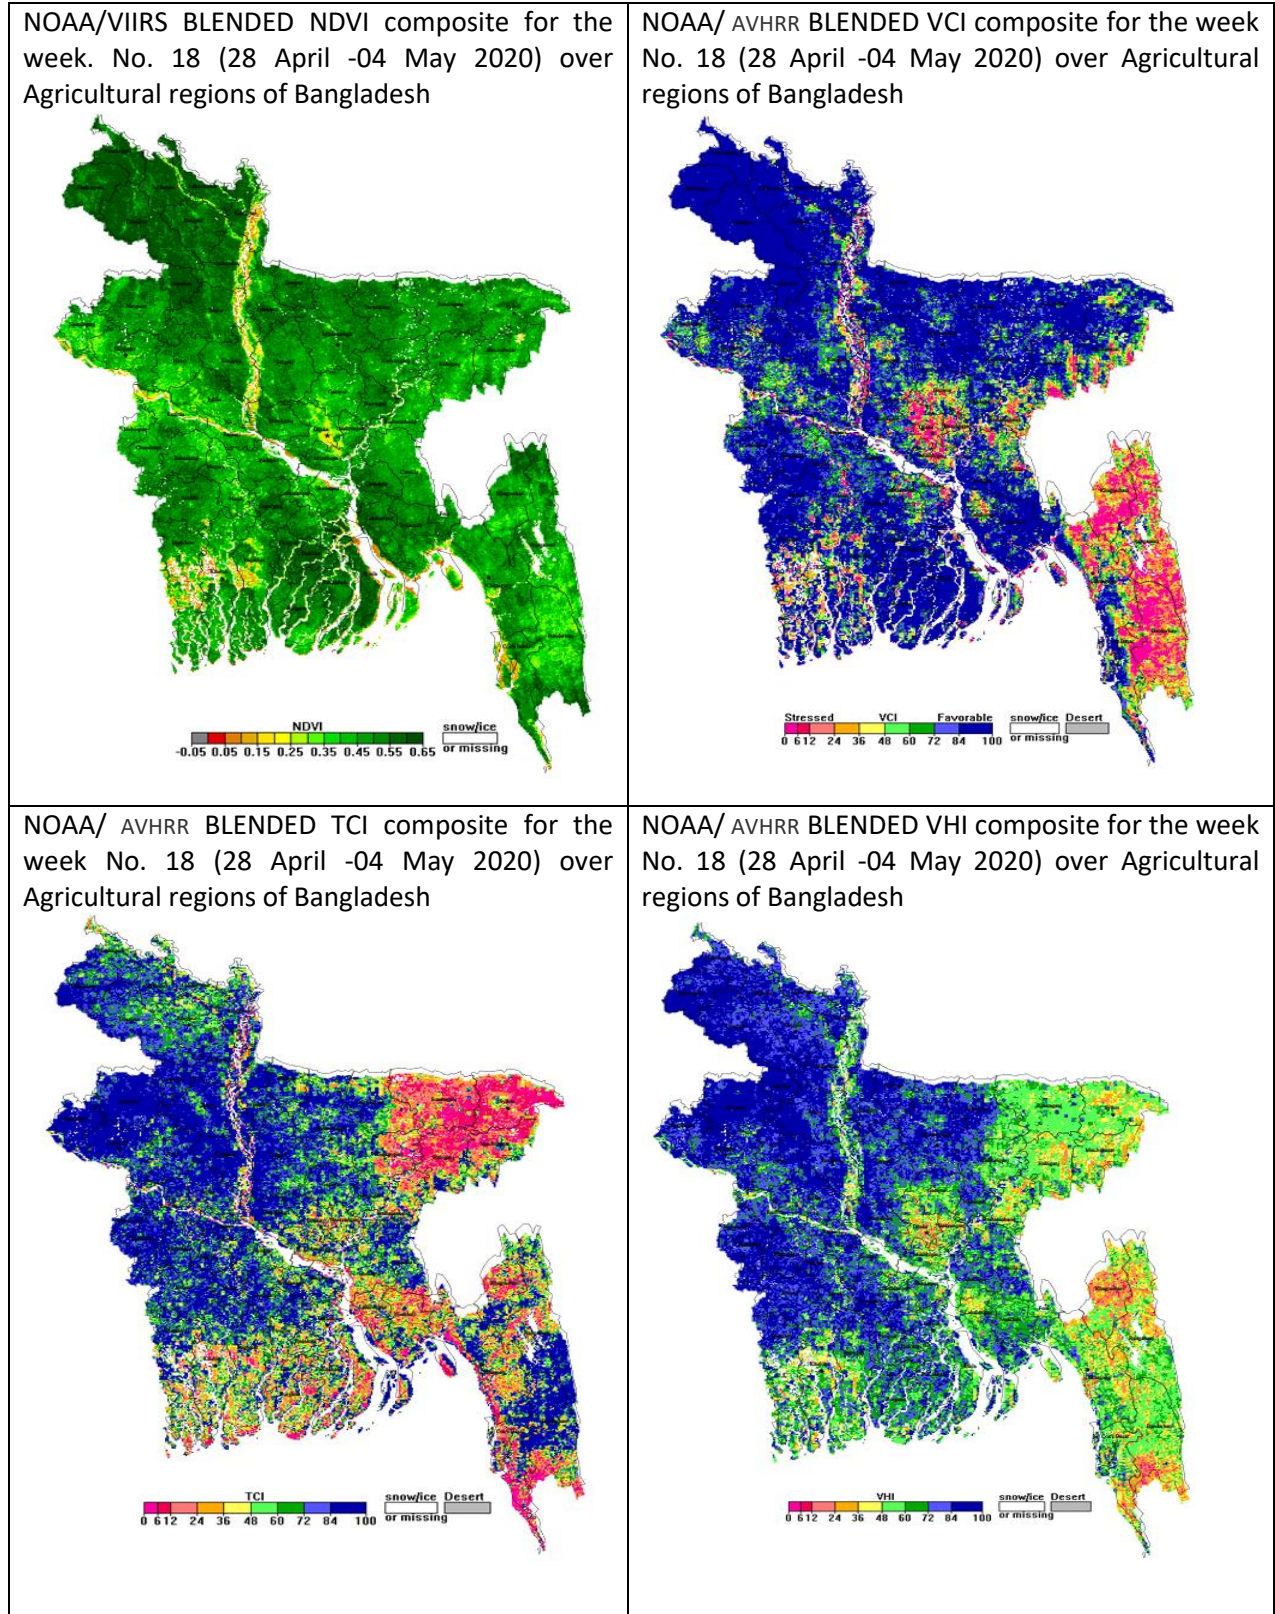 NOAA/VIIRS BLENDED NDVI composite for the
week. No. 18 (28 April -04 May 2020) over
Agricultural regions of Bangladesh
NDVI
-0.05 0.05 0.15 0.25 0.35 0.45 0.55 0.65
snow/ice
or missing
NOAA/ AVHRR BLENDED VCI composite for the week
No. 18 (28 April -04 May 2020) over Agricultural
regions of Bangladesh
Stressed VCI Favorable
0 6 12 24 36 48 60 72 84 100
snow/ice Desert
or missing
NOAA/ AVHRR BLENDED TCI composite for the
week No. 18 (28 April -04 May 2020) over
Agricultural regions of Bangladesh
TCI
0 6 12 24 36 48 60 72 84 100
snow/ice Desert
or missing
NOAA/ AVHRR BLENDED VHI composite for the week
No. 18 (28 April -04 May 2020) over Agricultural
regions of Bangladesh
VHI
0 6 12 24 36 48 60 72 84 100
snow/ice Desert
or missing